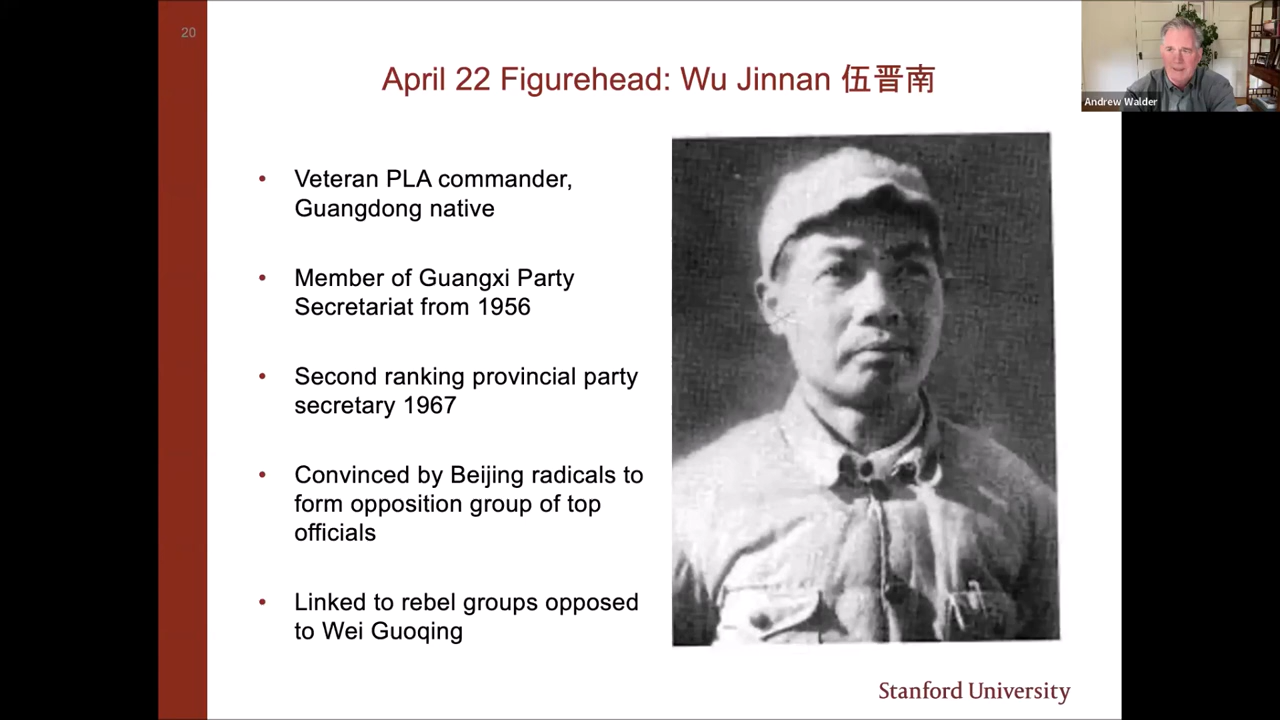 20
April 22 Figurehead: Wu Jinnan 伍晋南
Andrew Walder
• Veteran PLA commander,
Guangdong native
• Member of Guangxi Party
Secretariat from 1956
• Second ranking provincial party
secretary 1967
• Convinced by Beijing radicals to
form opposition group of top
officials
• Linked to rebel groups opposed
to Wei Guoqing
Stanford University